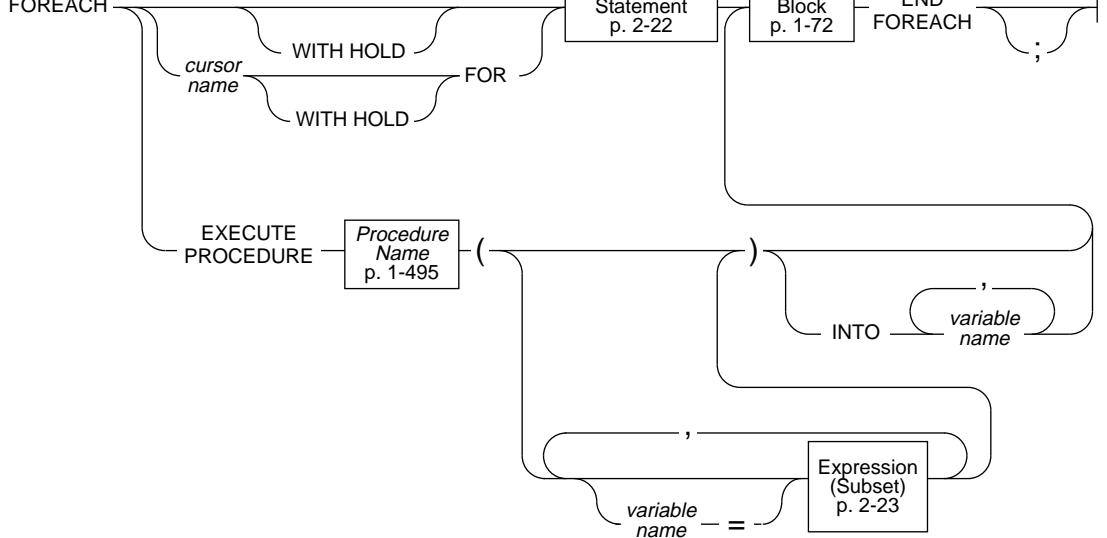 FOREACH
Statement
p. 2-22
Block
p. 1-72
END
FOREACH
;
WITH HOLD
cursor
name
FOR
WITH HOLD
EXECUTE
PROCEDURE
Procedure
Name
p. 1-495
(
)
INTO
,
variable
name
,
variable
name
=
Expression
(Subset)
p. 2-23